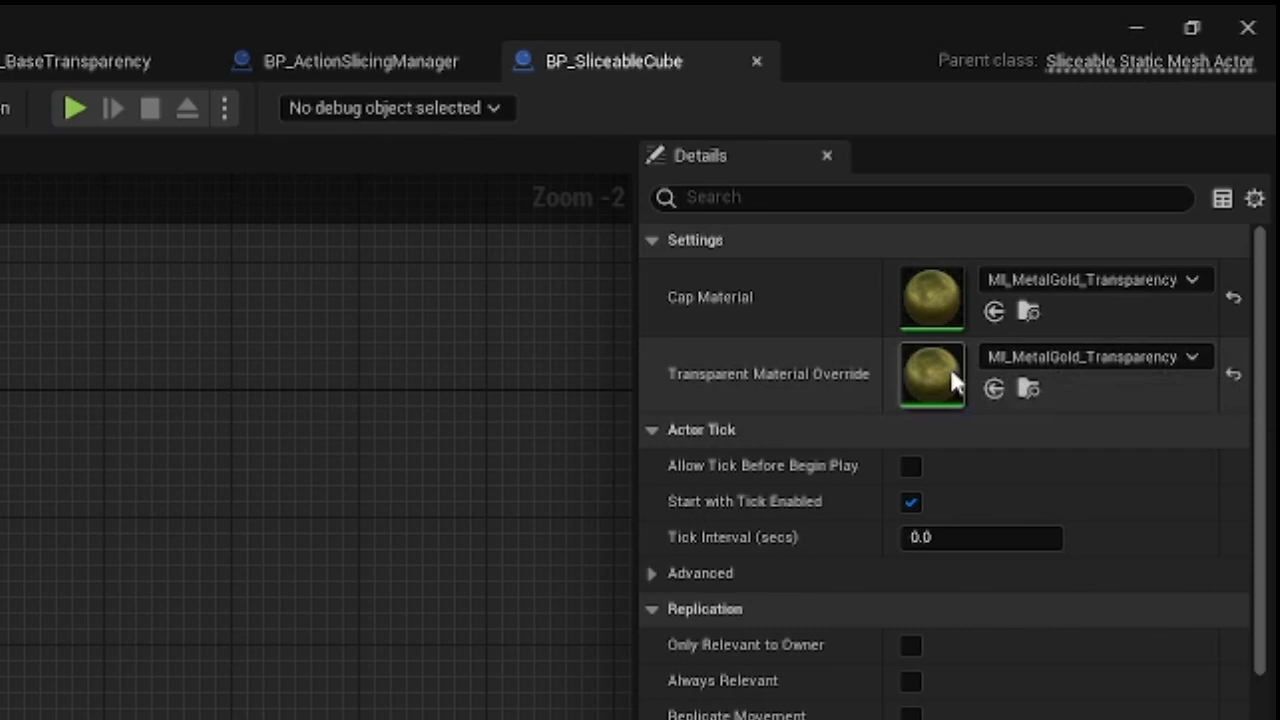 _BaseTransparency
BP_ActionSlicingManager
BP_SliceableCube
Parent class: Sliceable Static Mesh Actor
n
No debug object selected
Details
Zoom -2
Search
Settings
Cap Material
MI_MetalGold_Transparency
Transparent Material Override
MI_MetalGold_Transparency
Actor Tick
Allow Tick Before Begin Play
Start with Tick Enabled
Tick Interval (secs)
0.0
Advanced
Replication
Only Relevant to Owner
Always Relevant
Replicate Movement